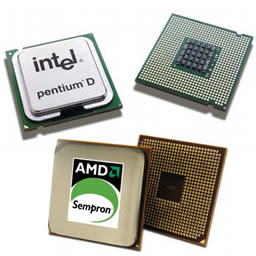 intel
pentium D
AMD
Sempron